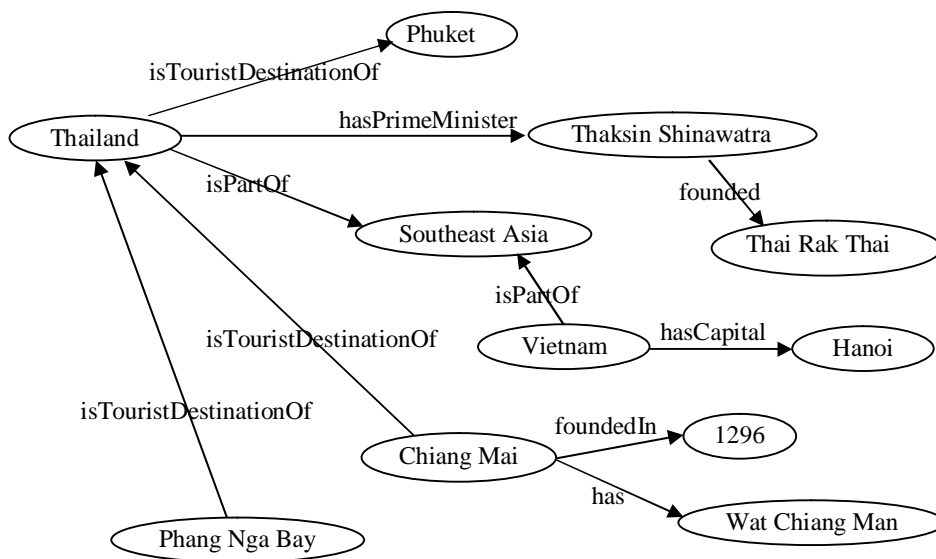 Phuket
isTouristDestinationOf
hasPrimeMinister
Thailand
Thaksin Shinawatra
isPartOf
founded
Southeast Asia
Thai Rak Thai
isPartOf
isTouristDestinationOf
Vietnam
hasCapital
Hanoi
isTouristDestinationOf
foundedIn
1296
Chiang Mai
has
Wat Chiang Man
Phang Nga Bay